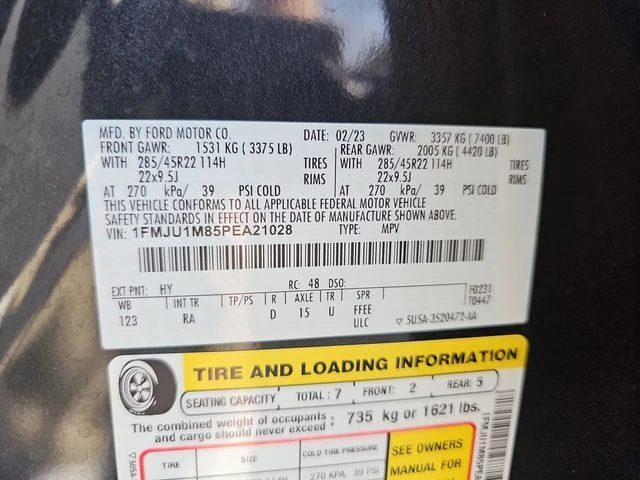 MFD. BY FORD MOTOR CO. DATE: 02/23 GVWR: 3357 KG (7400 LB)
FRONT GAWR: 1531 KG (3375 LB) REAR GAWR: 2005 KG (4420 LB)
WITH 285/45R22 114H TIRES 285/45R22 114H TIRES
WITH 22x9.5J RIMS 22x9.5J RIMS
AT 270 kPa/ 39 PSI COLD AT 270 kPa/ 39 PSI COLD
THIS VEHICLE CONFORMS TO ALL APPLICABLE FEDERAL MOTOR VEHICLE
SAFETY STANDARDS IN EFFECT ON THE DATE OF MANUFACTURE SHOWN ABOVE.
VIN: 1FMJU1M85PEA21028 TYPE: MPV
EXT PNT: HY RC: 48 DSO: F0231
WB INT TR TP/PS R AXLE TR SPR T0447
123 RA D 15 U FFEE
ULC ▽ 5U5A-3520472-AA
TIRE AND LOADING INFORMATION
SEATING CAPACITY TOTAL: 7 FRONT: 2 REAR: 5
The combined weight of occupants
and cargo should never exceed: 735 kg or 1621 lbs.
TIRE SIZE COLD TIRE PRESSURE SEE OWNERS
MANUAL FOR
270 KPA, 39 PSI